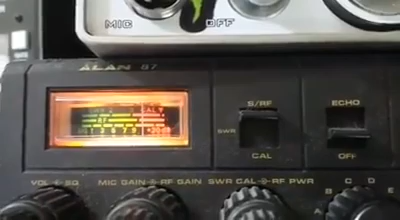 MIC OFF
ALAN 87
S/RF
ECHO
SWR
CAL
OFF
VOL SQ MIC GAIN RF GAIN SWR CAL RF PWR
B C D E